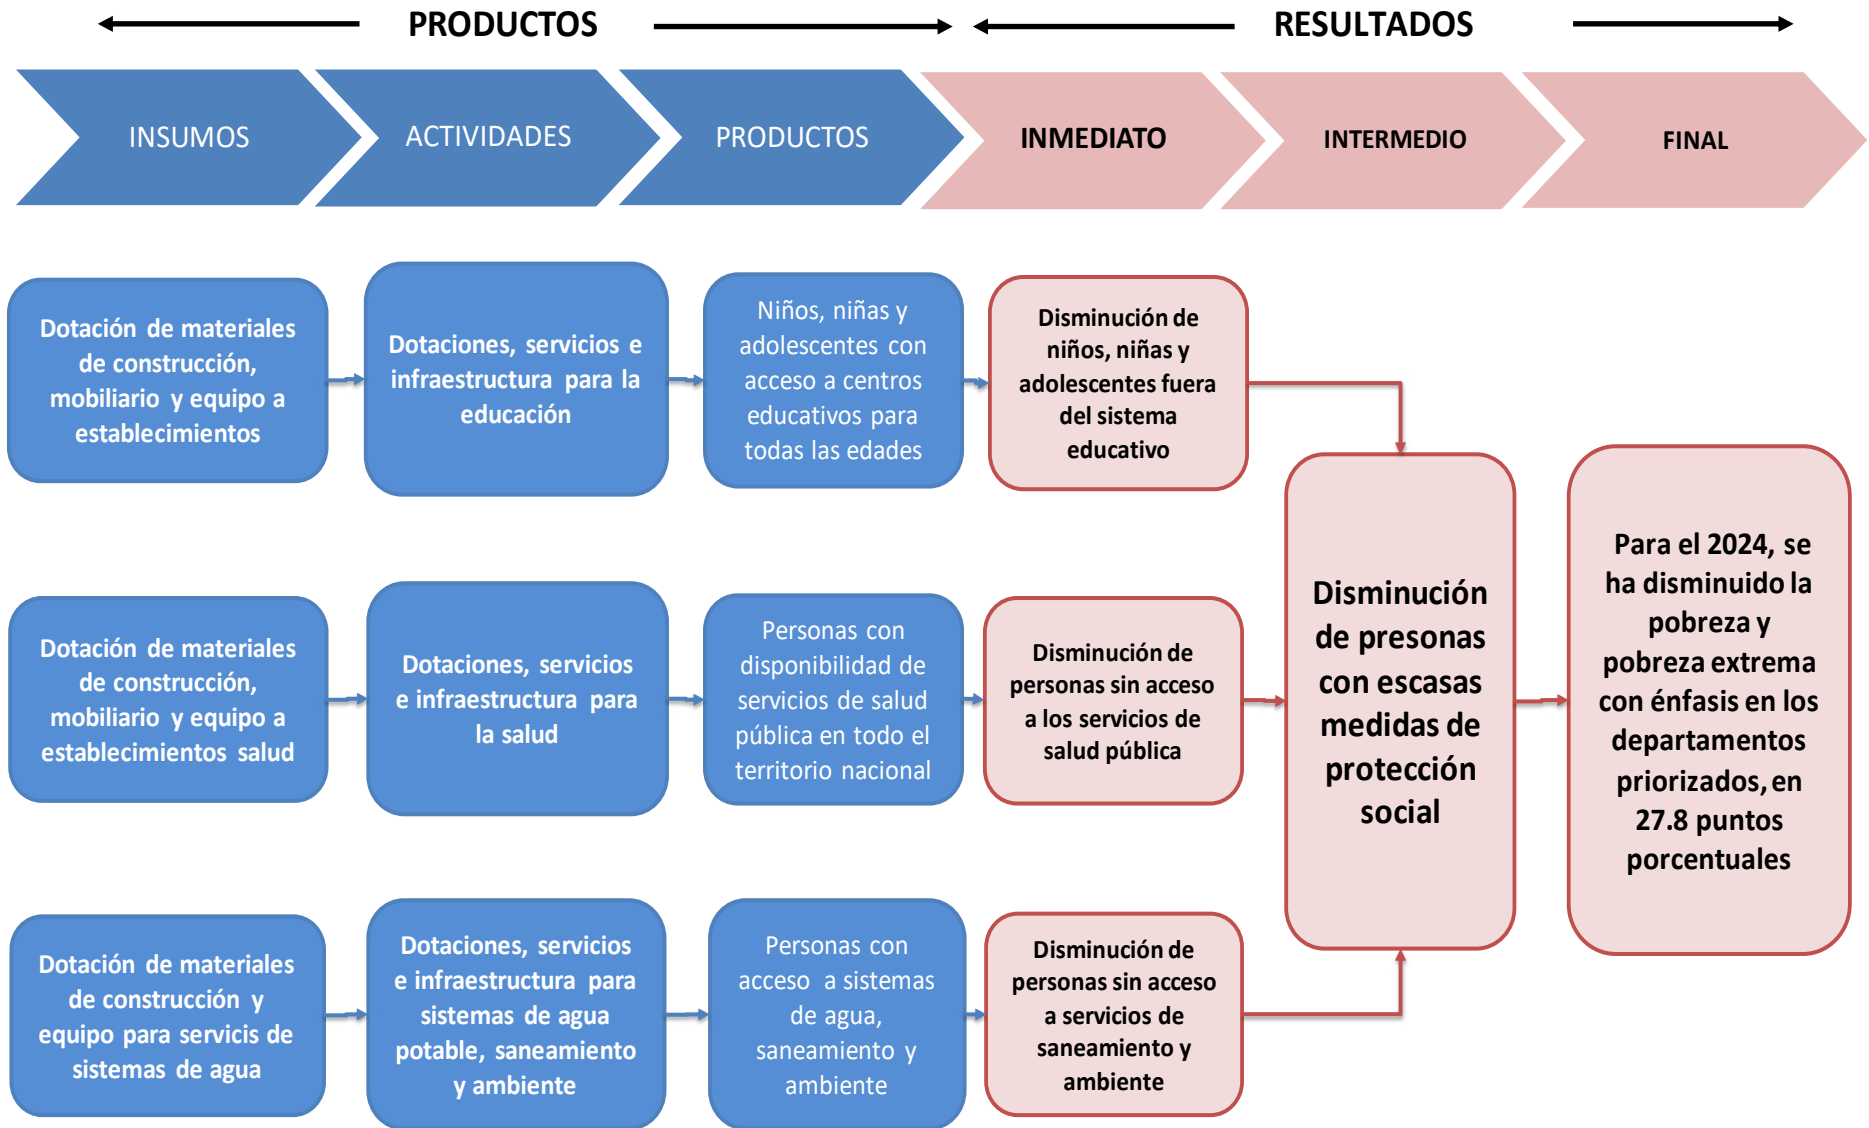 PRODUCTOS
RESULTADOS
INSUMOS
ACTIVIDADES
PRODUCTOS
INMEDIATO
INTERMEDIO
FINAL
Dotación de materiales
de construcción,
mobiliario y equipo a
establecimientos
Dotaciones, servicios e
infraestructura para la
educación
Niños, niñas y
adolescentes con
acceso a centros
educativos para
todas las edades
Disminución de
niños, niñas y
adolescentes fuera
del sistema
educativo
Dotación de materiales
de construcción,
mobiliario y equipo a
establecimientos salud
Dotaciones, servicios
e infraestructura para
la salud
Personas con
disponibilidad de
servicios de salud
pública en todo el
territorio nacional
Disminución de
personas sin acceso
a los servicios de
salud pública
Disminución
de presonas
con escasas
medidas de
protección
social
Para el 2024, se
ha disminuido la
pobreza y
pobreza extrema
con énfasis en los
departamentos
priorizados, en
27.8 puntos
porcentuales
Dotación de materiales
de construcción y
equipo para servicis de
sistemas de agua
Dotaciones, servicios
e infraestructura para
sistemas de agua
potable, saneamiento
y ambiente
Personas con
acceso a sistemas
de agua,
saneamiento y
ambiente
Disminución de
personas sin acceso
a servicios de
saneamiento y
ambiente